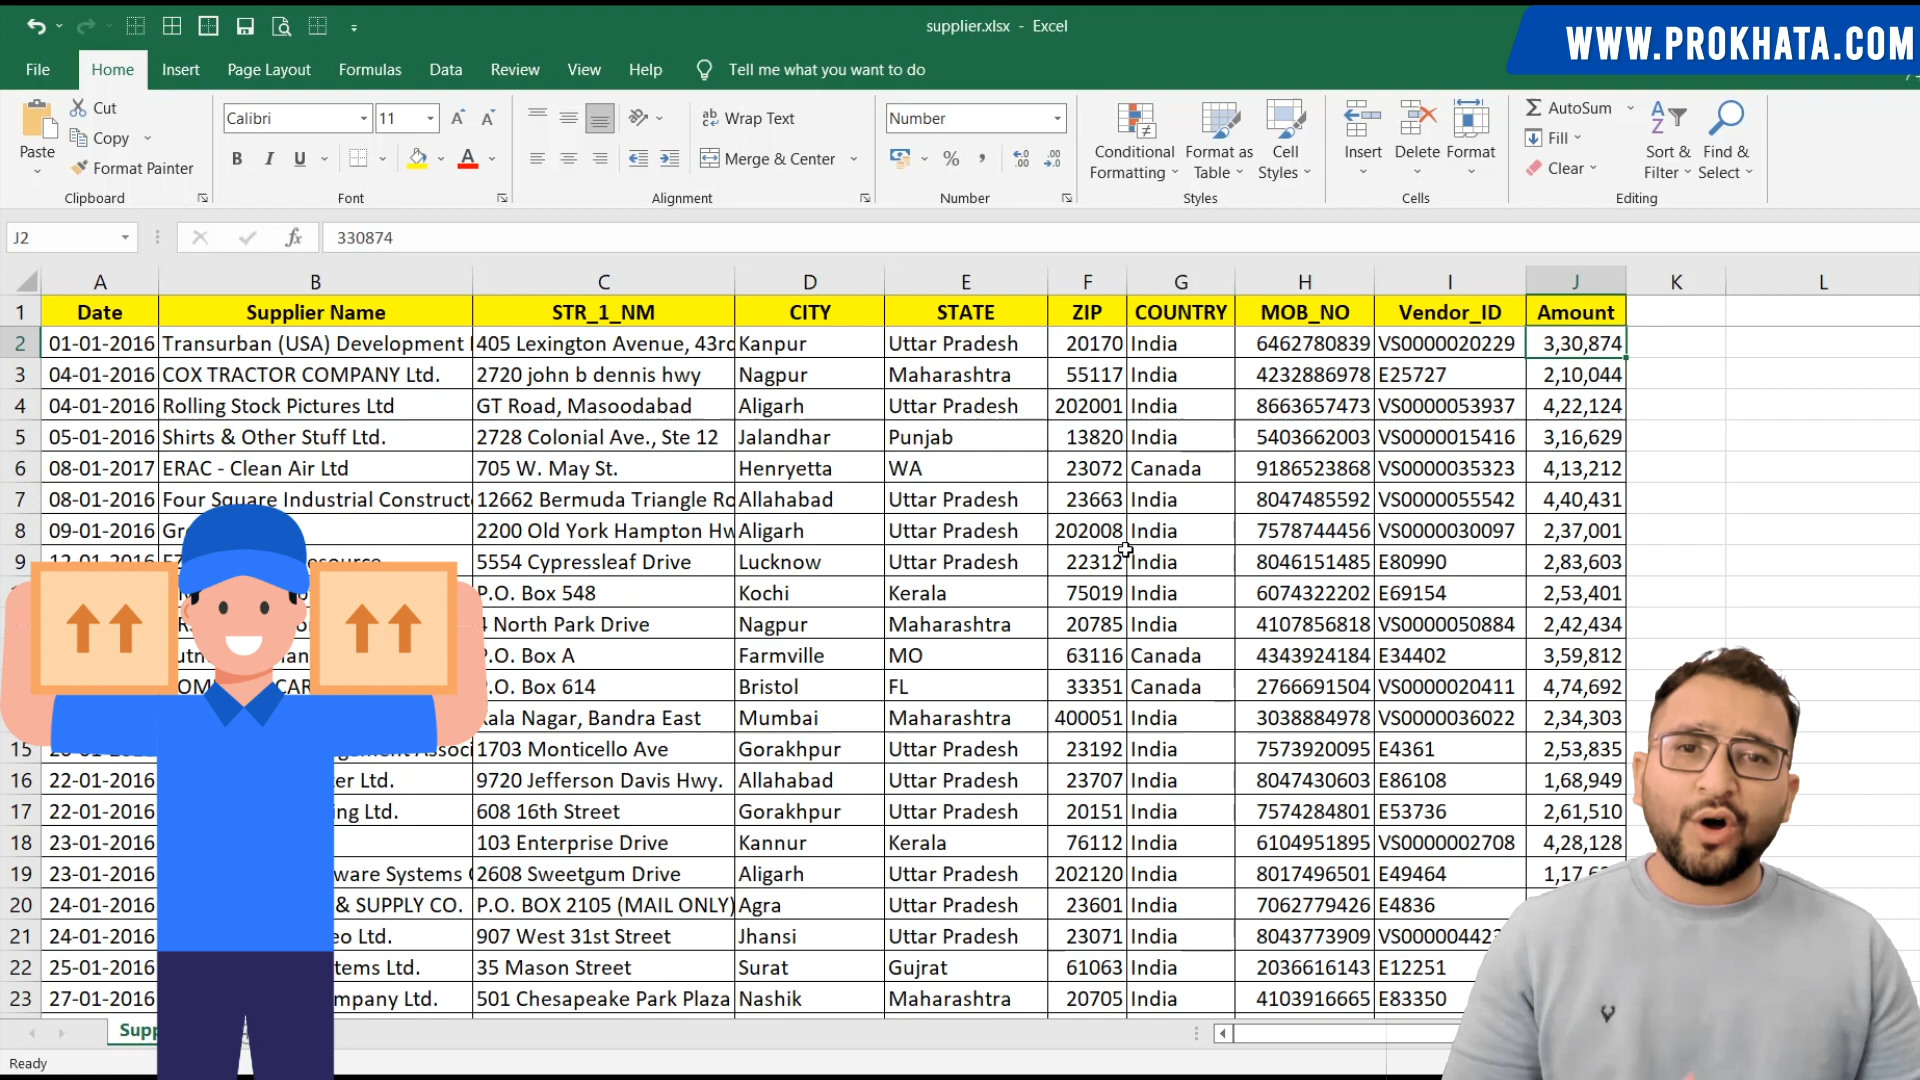 supplier.xlsx - Excel
WWW.PROKHATA.COM
File Home Insert Page Layout Formulas Data Review View Help Tell me what you want to do
Paste
Cut
Copy
Format Painter
Clipboard
Calibri 11
B I U
Font
Wrap Text
Merge & Center
Alignment
Number
%
Number
Conditional Formatting
Format as Table
Cell Styles
Styles
Insert
Delete
Format
Cells
AutoSum
Fill
Clear
Sort & Filter
Find & Select
Editing
J2 fx 330874
A B C D E F G H I J K L
1 Date Supplier Name STR_1_NM CITY STATE ZIP COUNTRY MOB_NO Vendor_ID Amount
2 01-01-2016 Transurban (USA) Development 405 Lexington Avenue, 43rd Kanpur Uttar Pradesh 20170 India 6462780839 VS0000020229 3,30,874
3 04-01-2016 COX TRACTOR COMPANY Ltd. 2720 john b dennis hwy Nagpur Maharashtra 55117 India 4232886978 E25727 2,10,044
4 04-01-2016 Rolling Stock Pictures Ltd GT Road, Masoodabad Aligarh Uttar Pradesh 202001 India 8663657473 VS0000053937 4,22,124
5 05-01-2016 Shirts & Other Stuff Ltd. 2728 Colonial Ave., Ste 12 Jalandhar Punjab 13820 India 5403662003 VS0000015416 3,16,629
6 08-01-2017 ERAC - Clean Air Ltd 705 W. May St. Henryetta WA 23072 Canada 9186523868 VS0000035323 4,13,212
7 08-01-2016 Four Square Industrial Construct 12662 Bermuda Triangle Ro Allahabad Uttar Pradesh 23663 India 8047485592 VS0000055542 4,40,431
8 09-01-2016 2200 Old York Hampton Hw Aligarh Uttar Pradesh 202008 India 7578744456 VS0000030097 2,37,001
9 12-01-2016 5554 Cypressleaf Drive Lucknow Uttar Pradesh 22312 India 8046151485 E80990 2,83,603
P.O. Box 548 Kochi Kerala 75019 India 6074322202 E69154 2,53,401
4 North Park Drive Nagpur Maharashtra 20785 India 4107856818 VS0000050884 2,42,434
P.O. Box A Farmville MO 63116 Canada 4343924184 E34402 3,59,812
P.O. Box 614 Bristol FL 33351 Canada 2766691504 VS0000020411 4,74,692
Kala Nagar, Bandra East Mumbai Maharashtra 400051 India 3038884978 VS0000036022 2,34,303
15 1703 Monticello Ave Gorakhpur Uttar Pradesh 23192 India 7573920095 E4361 2,53,835
16 22-01-2016 er Ltd. 9720 Jefferson Davis Hwy. Allahabad Uttar Pradesh 23707 India 8047430603 E86108 1,68,949
17 22-01-2016 ing Ltd. 608 16th Street Gorakhpur Uttar Pradesh 20151 India 7574284801 E53736 2,61,510
18 23-01-2016 103 Enterprise Drive Kannur Kerala 76112 India 6104951895 VS0000002708 4,28,128
19 23-01-2016 ware Systems 2608 Sweetgum Drive Aligarh Uttar Pradesh 202120 India 8017496501 E49464
20 24-01-2016 & SUPPLY CO. P.O. BOX 2105 (MAIL ONLY) Agra Uttar Pradesh 23601 India 7062779426 E4836
21 24-01-2016 eo Ltd. 907 West 31st Street Jhansi Uttar Pradesh 23071 India 8043773909
22 25-01-2016 tems Ltd. 35 Mason Street Surat Gujrat 61063 India 2036616143 E12251
23 27-01-2016 mpany Ltd. 501 Chesapeake Park Plaza Nashik Maharashtra 20705 India 4103916665 E83350
Supp
Ready